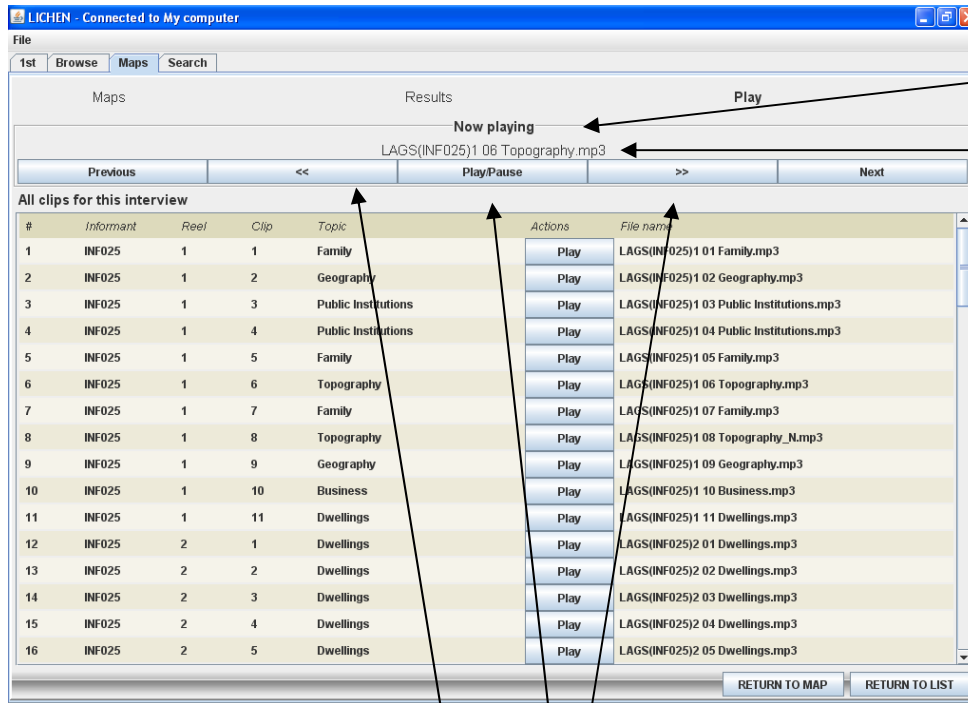 LICHEN - Connected to My computer
File
1st Browse Maps Search
Maps Results Play
Now playing
LAGS(INF025)1 06 Topography.mp3
Previous << Play/Pause >> Next
All clips for this interview
# Informant Reel Clip Topic Actions File name
1 INF025 1 1 Family Play LAGS(INF025)1 01 Family.mp3
2 INF025 1 2 Geography Play LAGS(INF025)1 02 Geography.mp3
3 INF025 1 3 Public Institutions Play LAGS(INF025)1 03 Public Institutions.mp3
4 INF025 1 4 Public Institutions Play LAGS(INF025)1 04 Public Institutions.mp3
5 INF025 1 5 Family Play LAGS(INF025)1 05 Family.mp3
6 INF025 1 6 Topography Play LAGS(INF025)1 06 Topography.mp3
7 INF025 1 7 Family Play LAGS(INF025)1 07 Family.mp3
8 INF025 1 8 Topography Play LAGS(INF025)1 08 Topography_N.mp3
9 INF025 1 9 Geography Play LAGS(INF025)1 09 Geography.mp3
10 INF025 1 10 Business Play LAGS(INF025)1 10 Business.mp3
11 INF025 1 11 Dwellings Play LAGS(INF025)1 11 Dwellings.mp3
12 INF025 2 1 Dwellings Play LAGS(INF025)2 01 Dwellings.mp3
13 INF025 2 2 Dwellings Play LAGS(INF025)2 02 Dwellings.mp3
14 INF025 2 3 Dwellings Play LAGS(INF025)2 03 Dwellings.mp3
15 INF025 2 4 Dwellings Play LAGS(INF025)2 04 Dwellings.mp3
16 INF025 2 5 Dwellings Play LAGS(INF025)2 05 Dwellings.mp3
RETURN TO MAP RETURN TO LIST